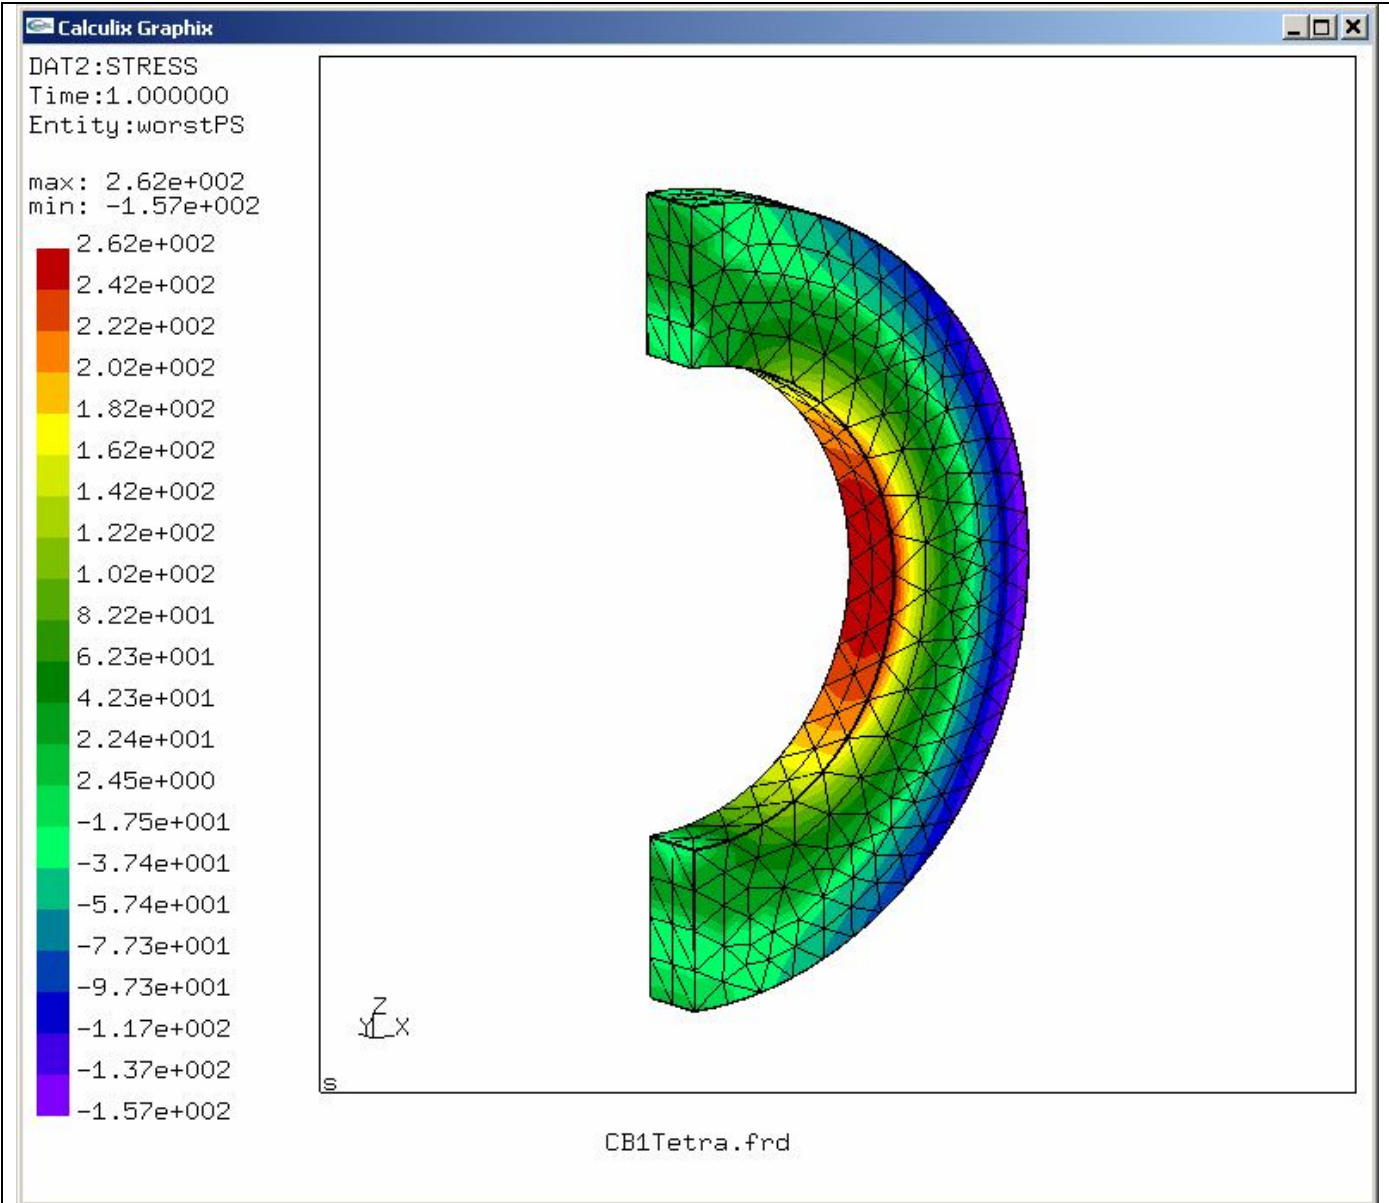 Calculix Graphix
DAT2:STRESS
Time:1.000000
Entity:worstPS
max: 2.62e+002
min: -1.57e+002
2.62e+002
2.42e+002
2.22e+002
2.02e+002
1.82e+002
1.62e+002
1.42e+002
1.22e+002
1.02e+002
8.22e+001
6.23e+001
4.23e+001
2.24e+001
2.45e+000
-1.75e+001
-3.74e+001
-5.74e+001
-7.73e+001
-9.73e+001
-1.17e+002
-1.37e+002
-1.57e+002
Z
Y X
s
CB1Tetra.frd